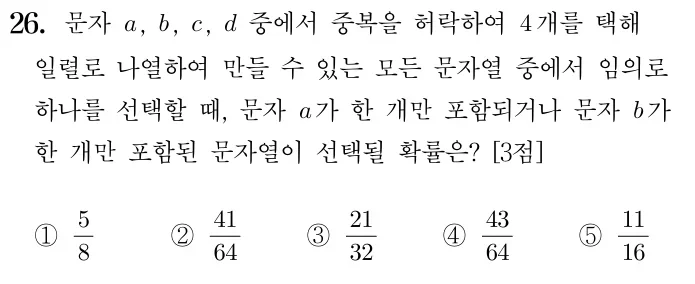 26. 문자 a, b, c, d 중에서 중복을 허락하여 4개를 택해
일렬로 나열하여 만들 수 있는 모든 문자열 중에서 임의로
하나를 선택할 때, 문자 a가 한 개만 포함되거나 문자 b가
한 개만 포함된 문자열이 선택될 확률은? [3점]
① 5/8 ② 41/64 ③ 21/32 ④ 43/64 ⑤ 11/16